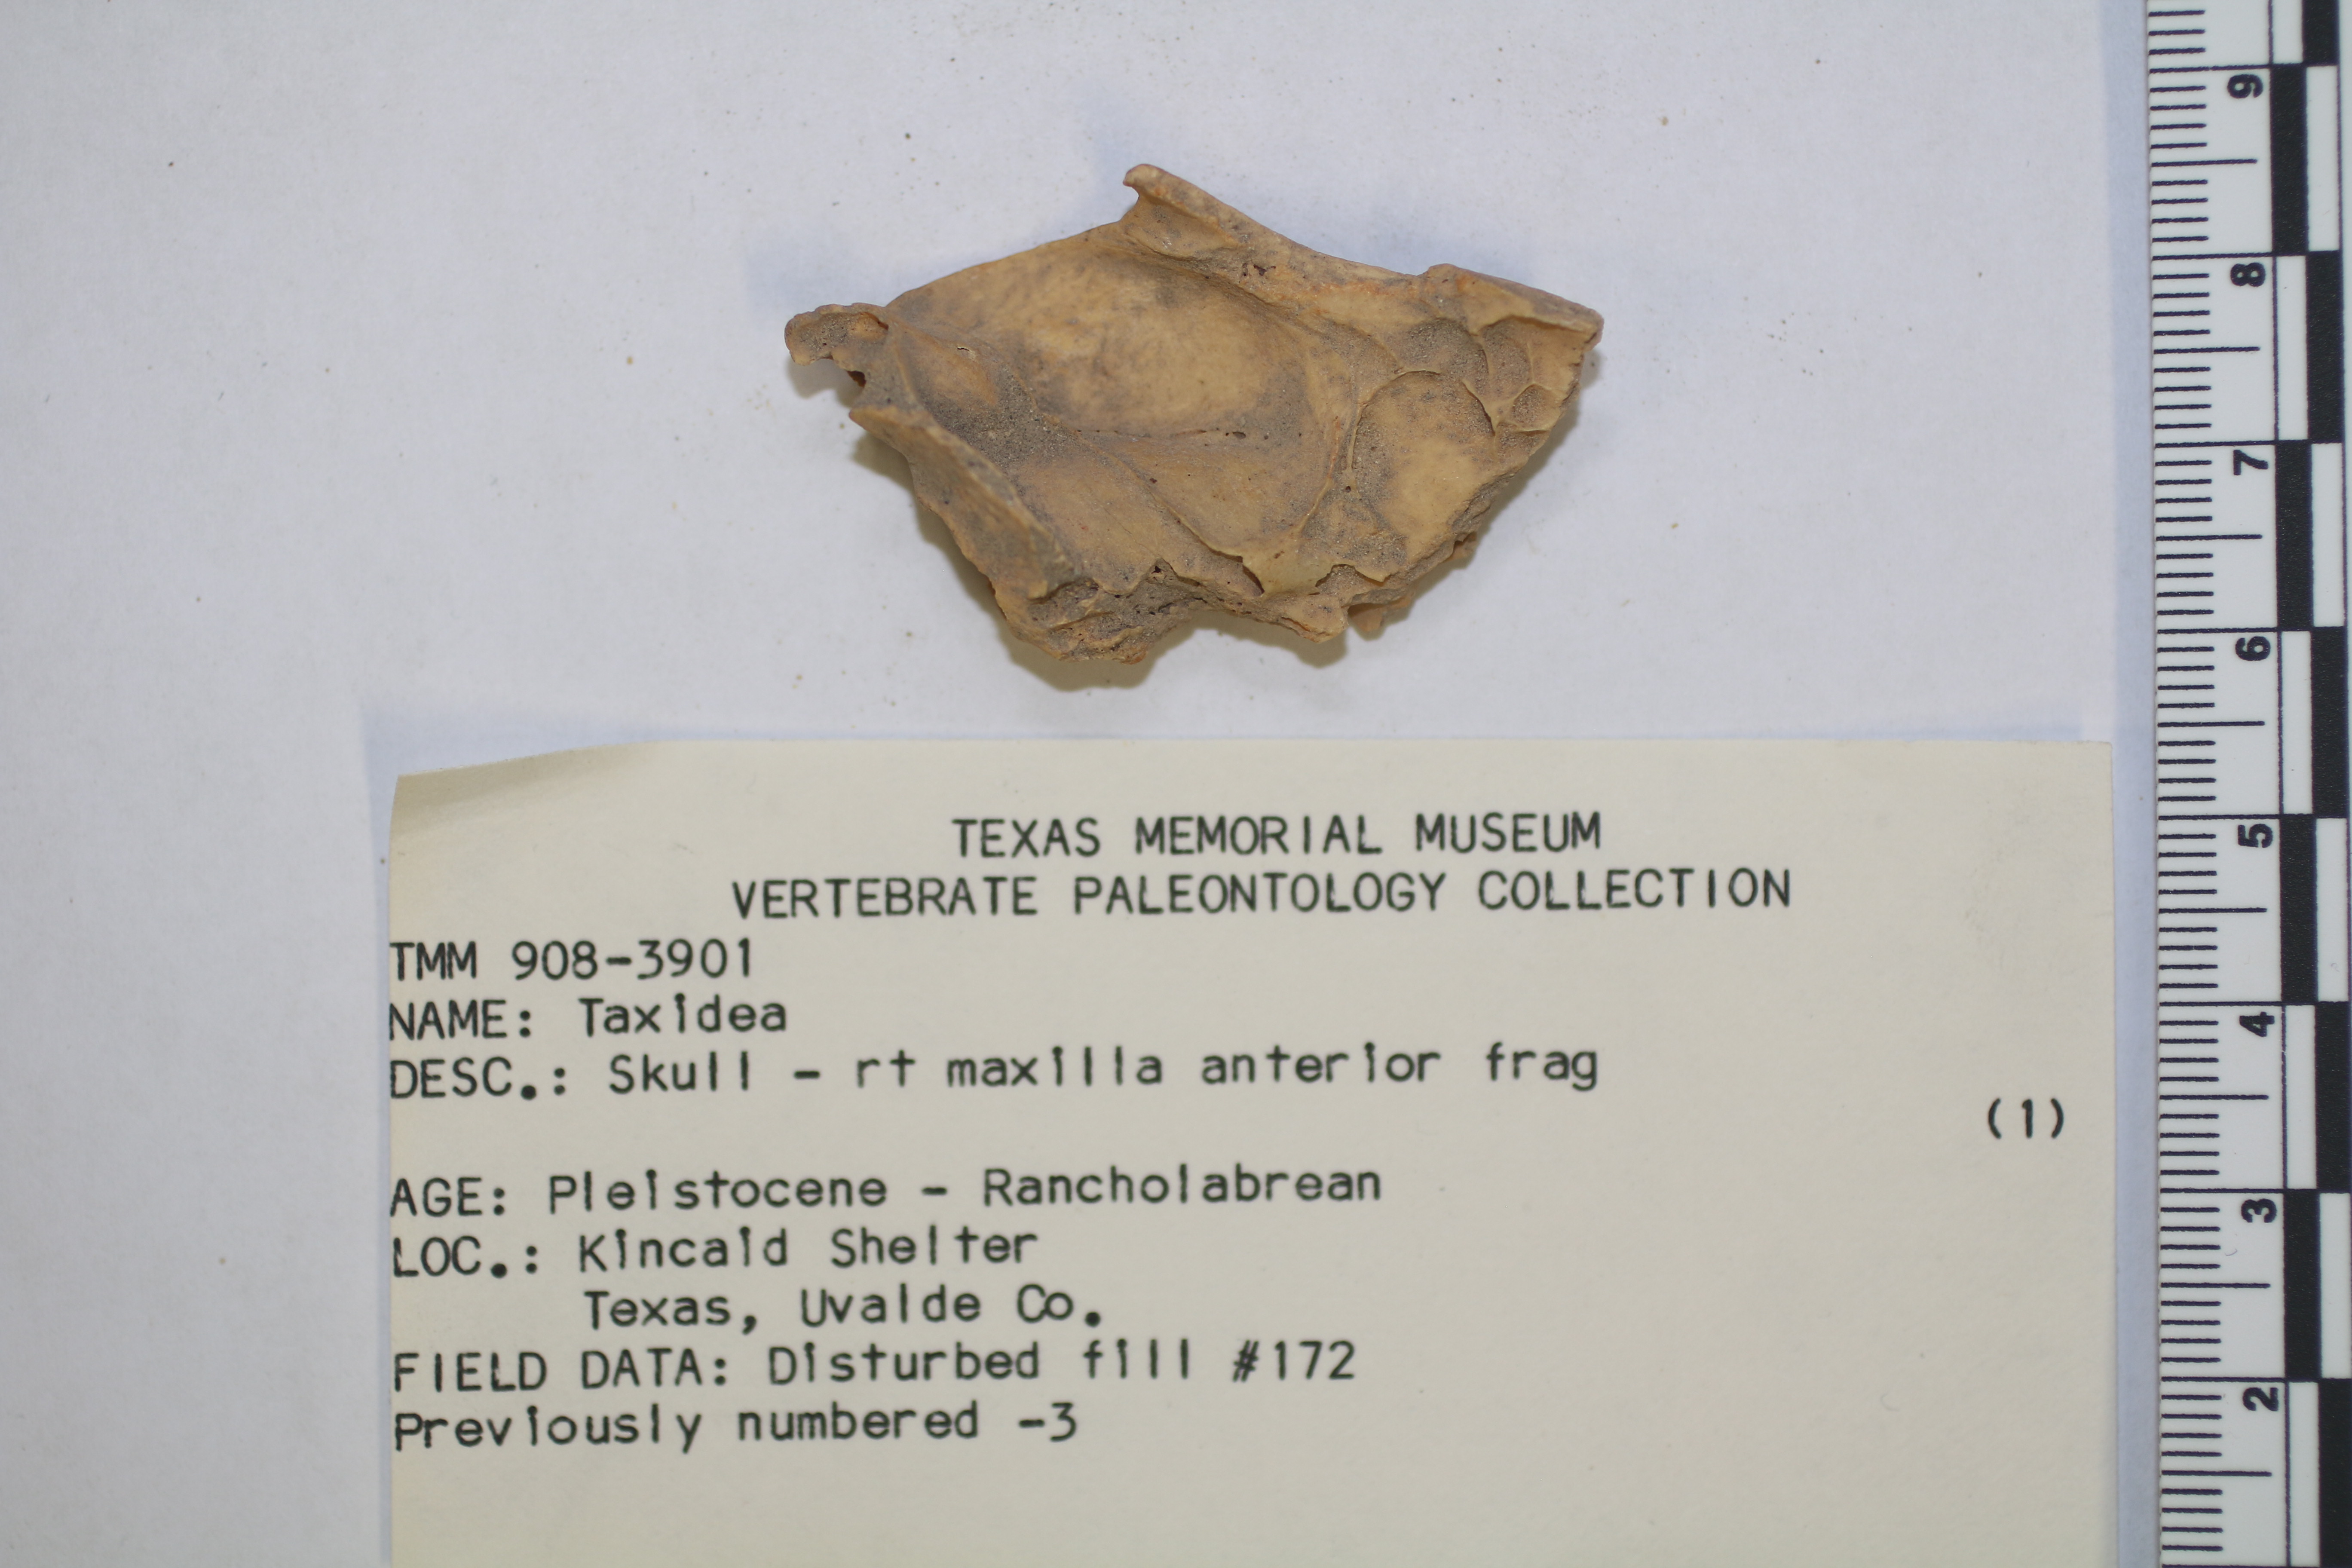 TEXAS MEMORIAL MUSEUM
VERTEBRATE PALEONTOLOGY COLLECTION
TMM 908-3901
NAME: Taxidea
DESC.: Skull - rt maxilla anterior frag
(1)
AGE: Pleistocene - Rancholabrean
LOC.: Kincaid Shelter
Texas, Uvalde Co.
FIELD DATA: Disturbed fill #172
Previously numbered -3
9
8
7
6
5
4
3
2